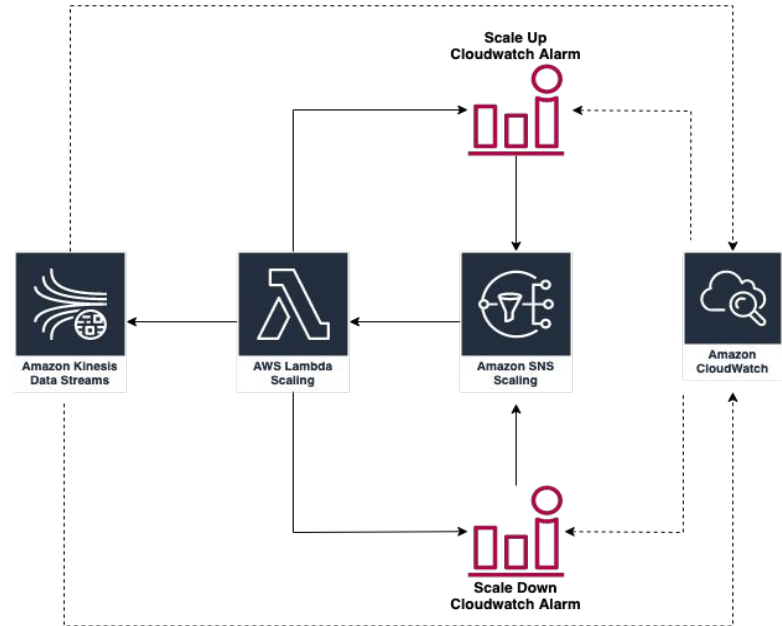 Scale Up
Cloudwatch Alarm
Amazon Kinesis
Data Streams
AWS Lambda
Scaling
Amazon SNS
Scaling
Amazon
CloudWatch
Scale Down
Cloudwatch Alarm